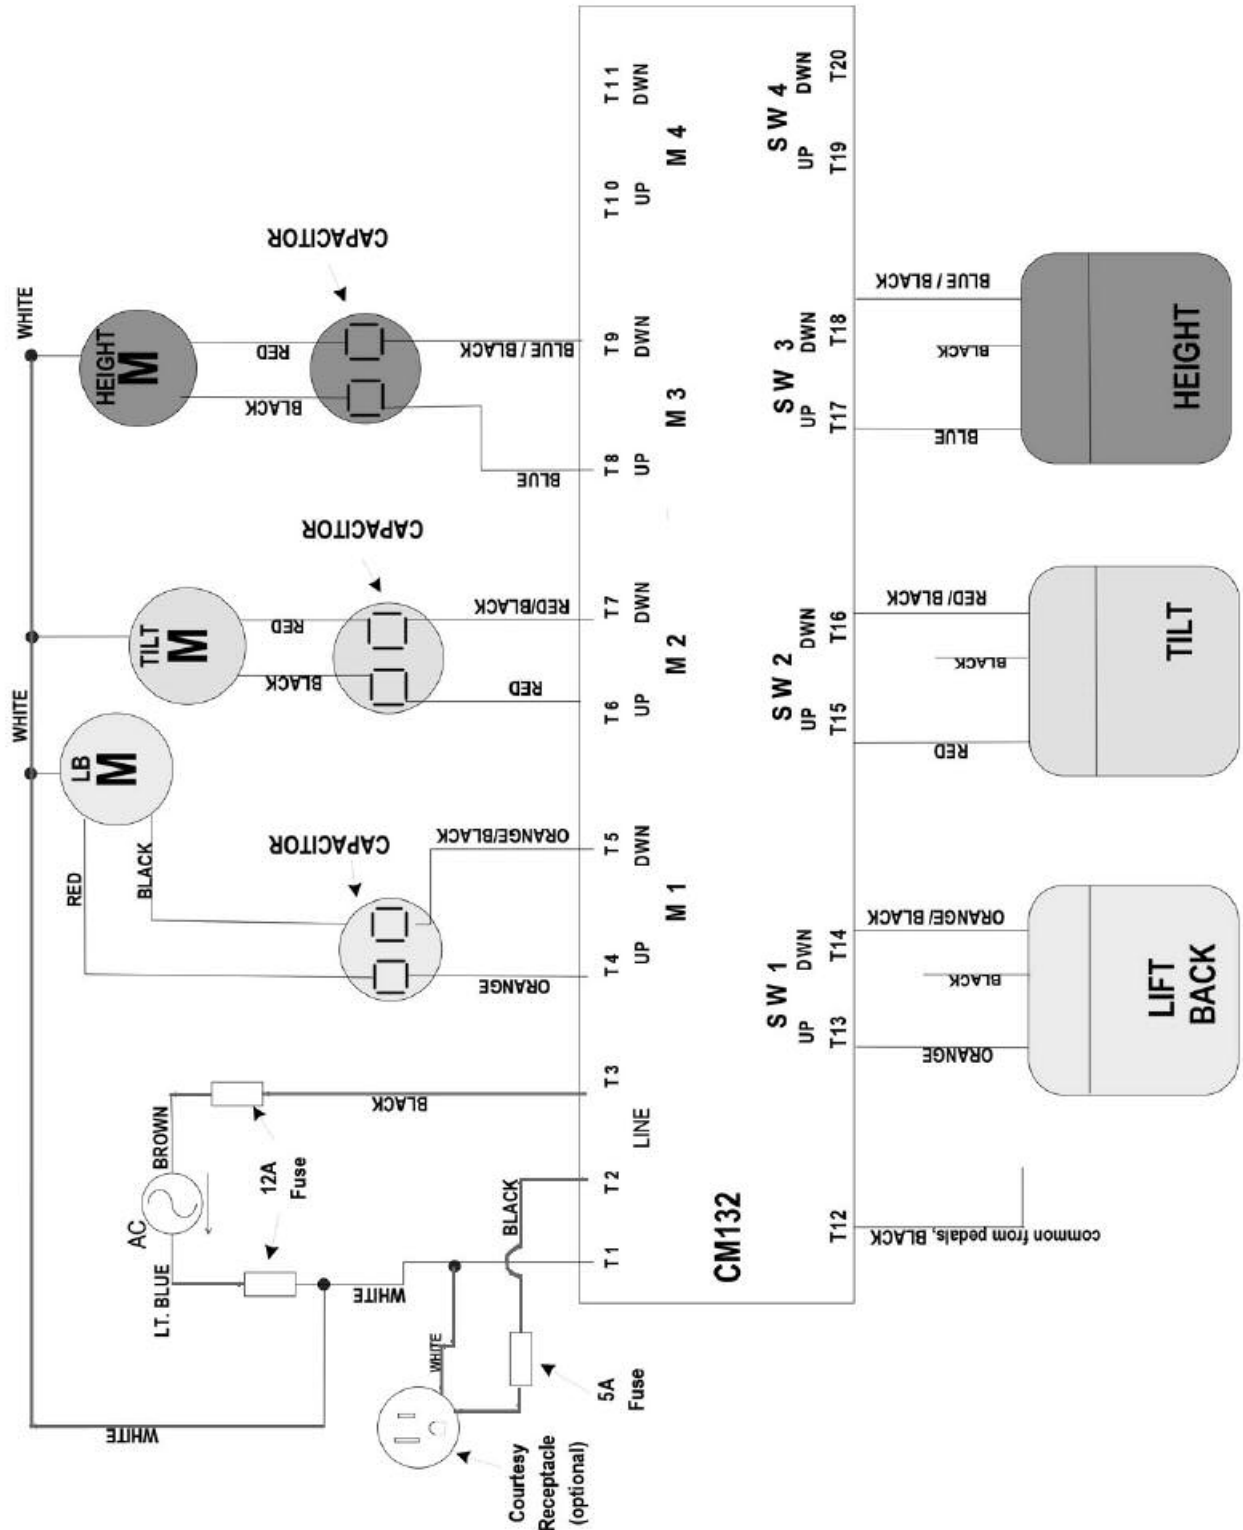 WHITE
WHITE
HEIGHT
M
TILT
M
LB
M
RED
BLACK
RED
BLACK
RED
BLACK
CAPACITOR
CAPACITOR
CAPACITOR
BLUE / BLACK
BLUE
RED/BLACK
RED
ORANGE/BLACK
ORANGE
BROWN
AC
LT. BLUE
12A
Fuse
BLACK
WHITE
WHITE
WHITE
BLACK
5A
Fuse
Courtesy
Receptacle
(optional)
T1
T2
LINE
T3
T4
UP
T5
DWN
M 1
T6
UP
T7
DWN
M 2
T8
UP
T9
DWN
M 3
T10
UP
T11
DWN
M 4
CM132
T12
SW 1
UP
T13
DWN
T14
SW 2
UP
T15
DWN
T16
SW 3
UP
T17
DWN
T18
SW 4
UP
T19
DWN
T20
common from pedals, BLACK
ORANGE
BLACK
ORANGE/ BLACK
LIFT
BACK
RED
BLACK
RED/ BLACK
TILT
BLUE
BLACK
BLUE / BLACK
HEIGHT